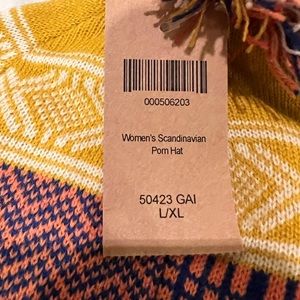 000506203
Women's Scandinavian
Pom Hat
50423 GAI
L/XL